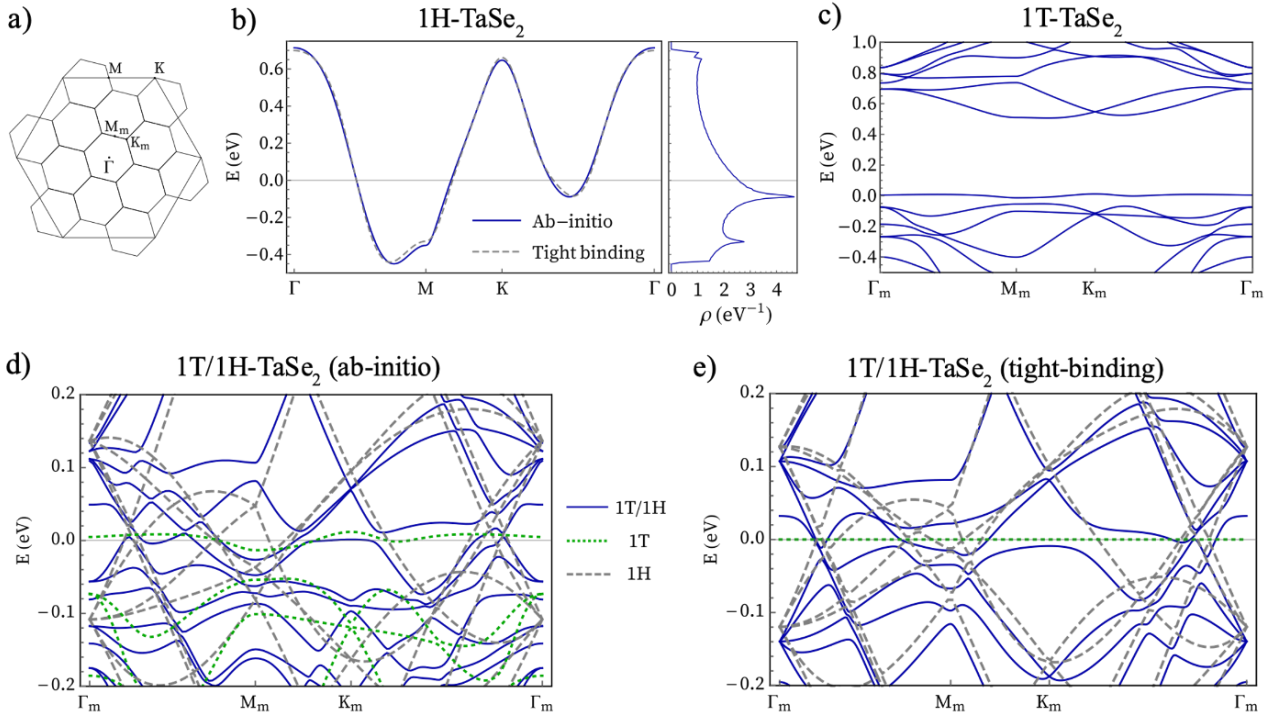 a)
M
K
M_m
K_m
Γ̇
b)
1H-TaSe₂
E (eV)
0.6
0.4
0.2
0.0
−0.2
−0.4
Ab−initio
Tight binding
Γ
M
K
Γ
0
1
2
3
4
ρ (eV⁻¹)
c)
1T-TaSe₂
E (eV)
1.0
0.8
0.6
0.4
0.2
0.0
−0.2
−0.4
Γ_m
M_m
K_m
Γ_m
d)
1T/1H-TaSe₂ (ab-initio)
E (eV)
0.2
0.1
0.0
−0.1
−0.2
Γ_m
M_m
K_m
Γ_m
1T/1H
1T
1H
e)
1T/1H-TaSe₂ (tight-binding)
E (eV)
0.2
0.1
0.0
−0.1
−0.2
Γ_m
M_m
K_m
Γ_m